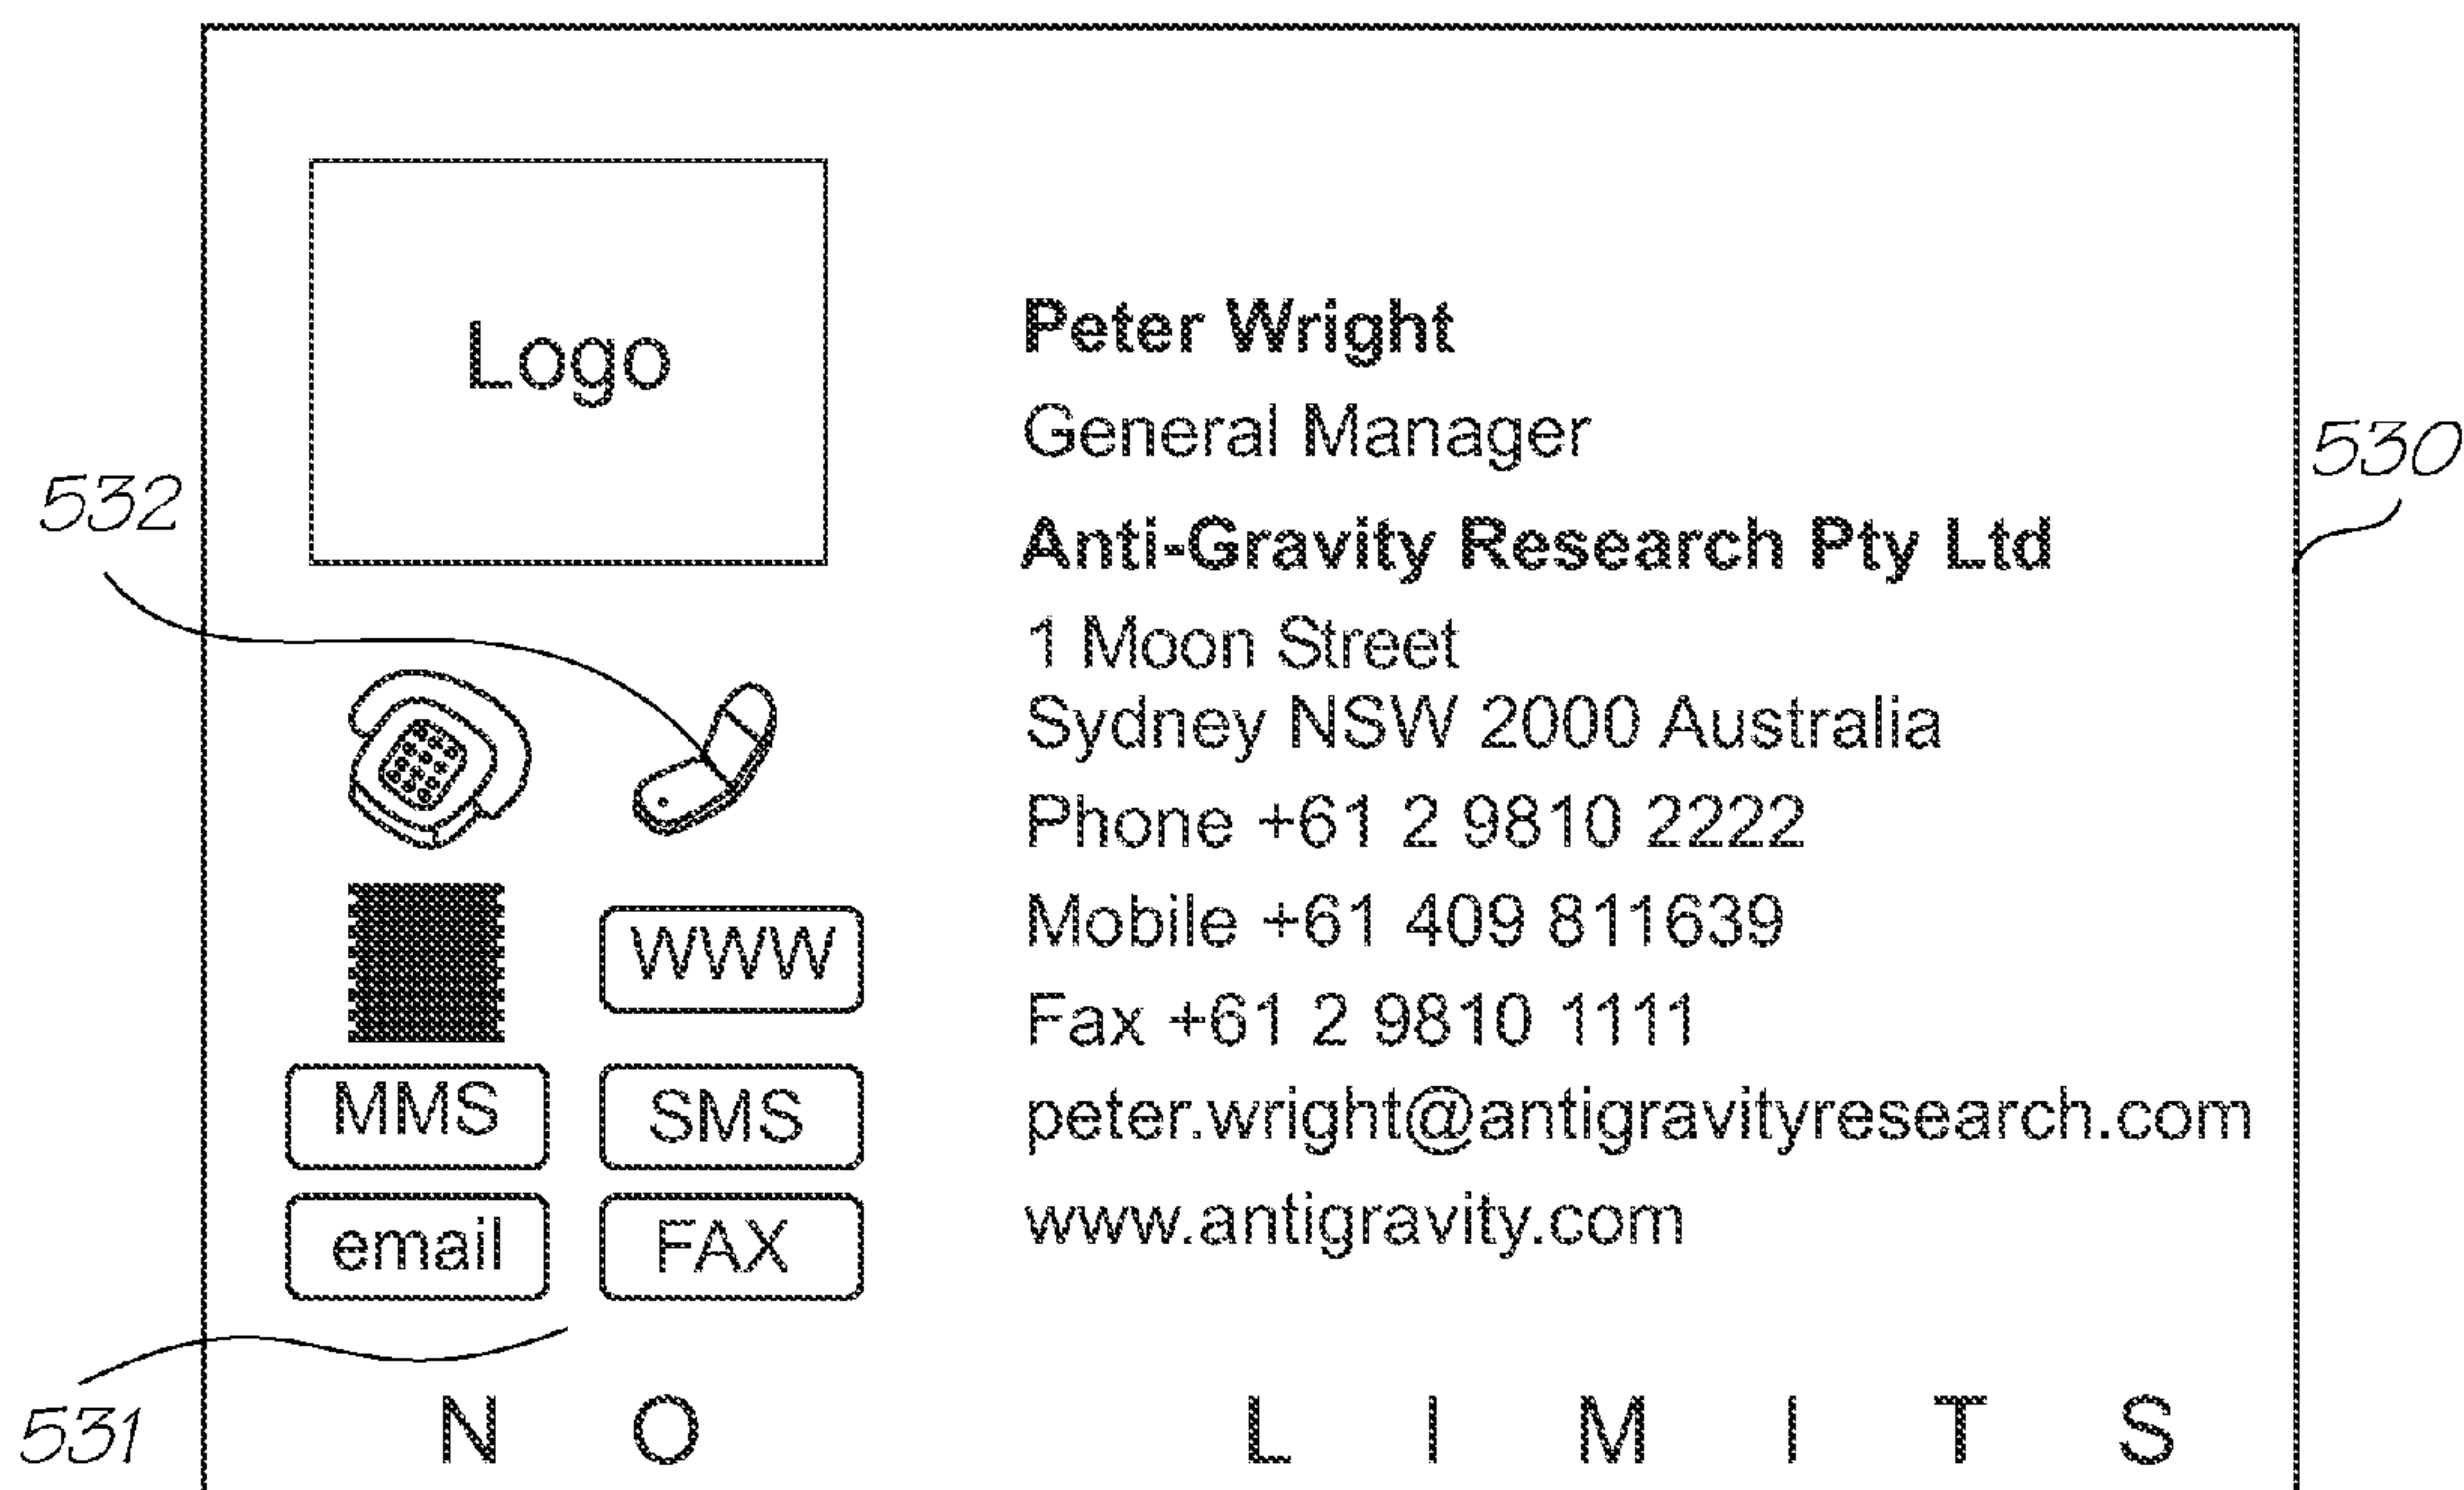 Logo
Peter Wright
General Manager
Anti-Gravity Research Pty Ltd
1 Moon Street
Sydney NSW 2000 Australia
Phone +61 2 9810 2222
Mobile +61 409 811639
Fax +61 2 9810 1111
peter.wright@antigravityresearch.com
www.antigravity.com
530
532
WWW
MMS SMS
email FAX
531
NO LIMITS